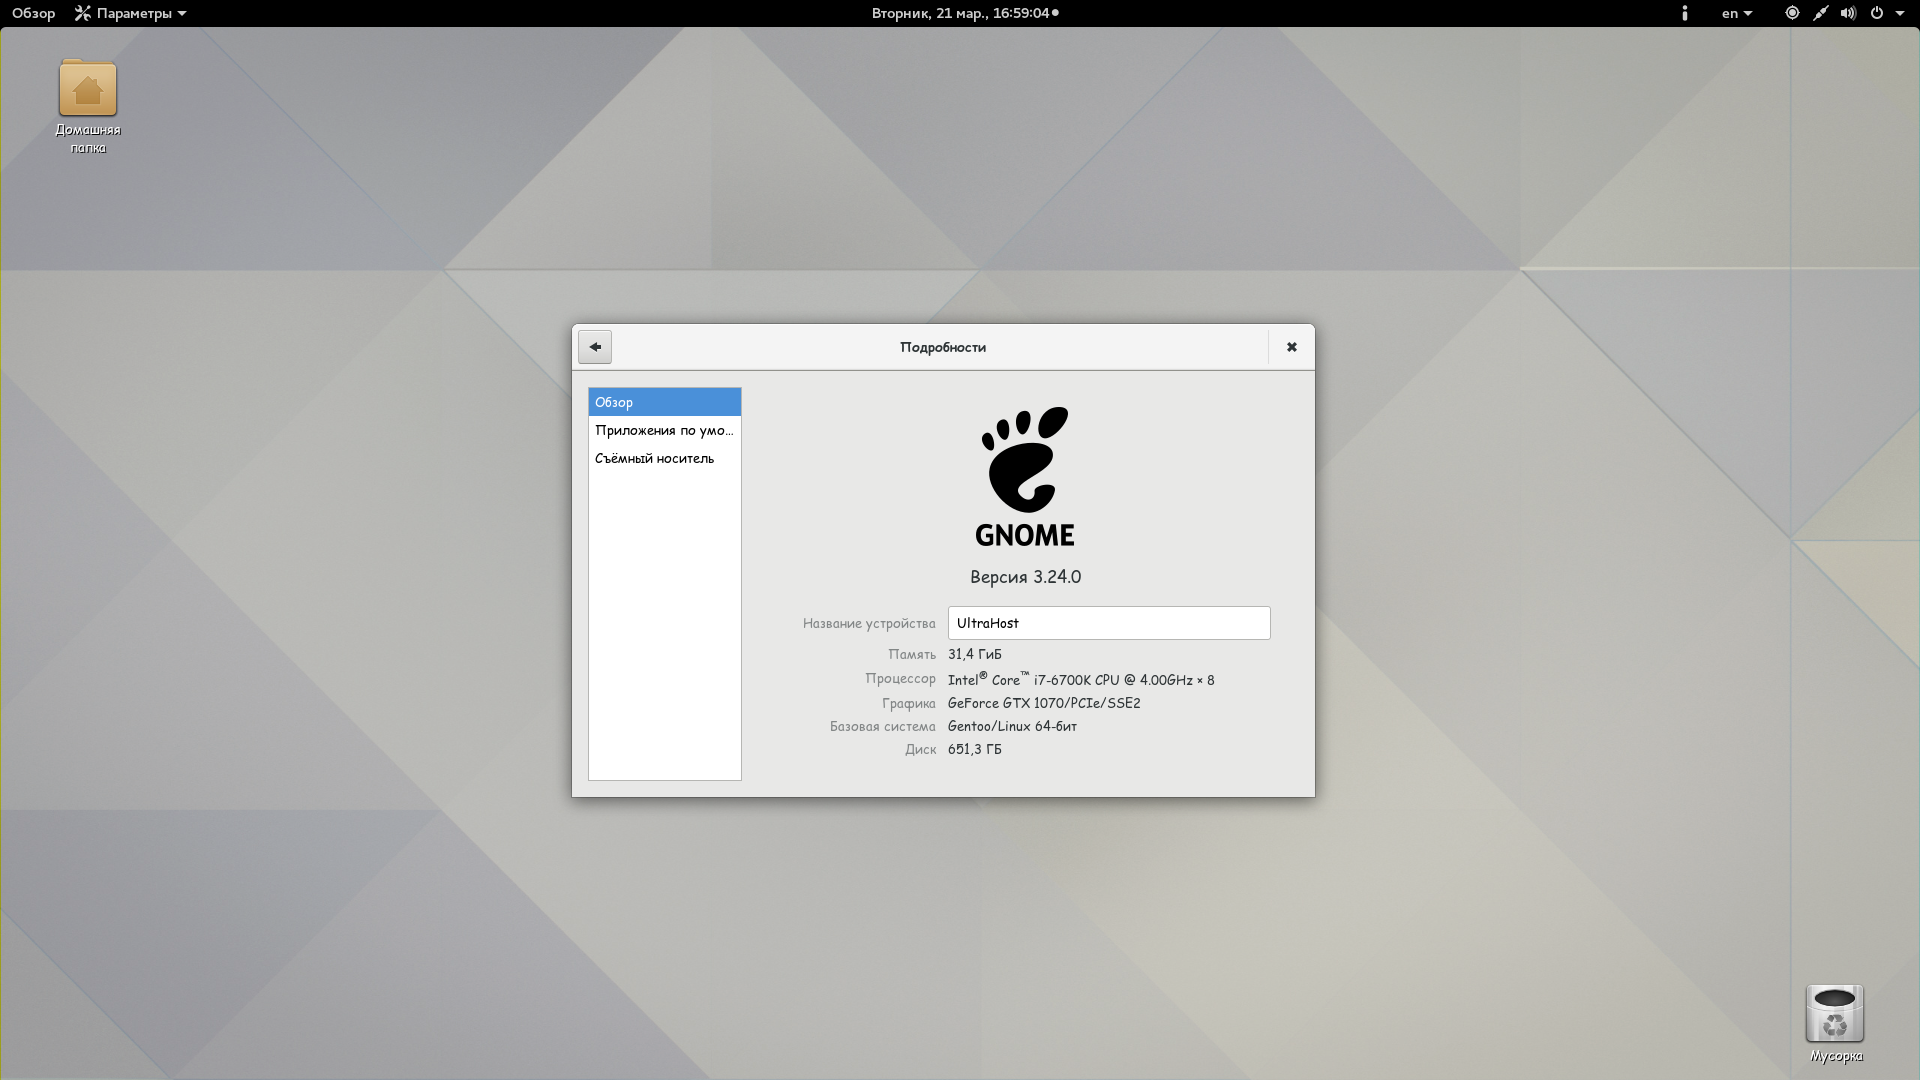 Обзор
Параметры
Вторник, 21 мар., 16:59:04
en
Домашняя
папка
Подробности
Обзор
Приложения по умо...
Съёмный носитель
GNOME
Версия 3.24.0
Название устройства UltraHost
Память 31,4 ГиБ
Процессор Intel® Core™ i7-6700K CPU @ 4.00GHz × 8
Графика GeForce GTX 1070/PCIe/SSE2
Базовая система Gentoo/Linux 64-бит
Диск 651,3 ГБ
Мусорка